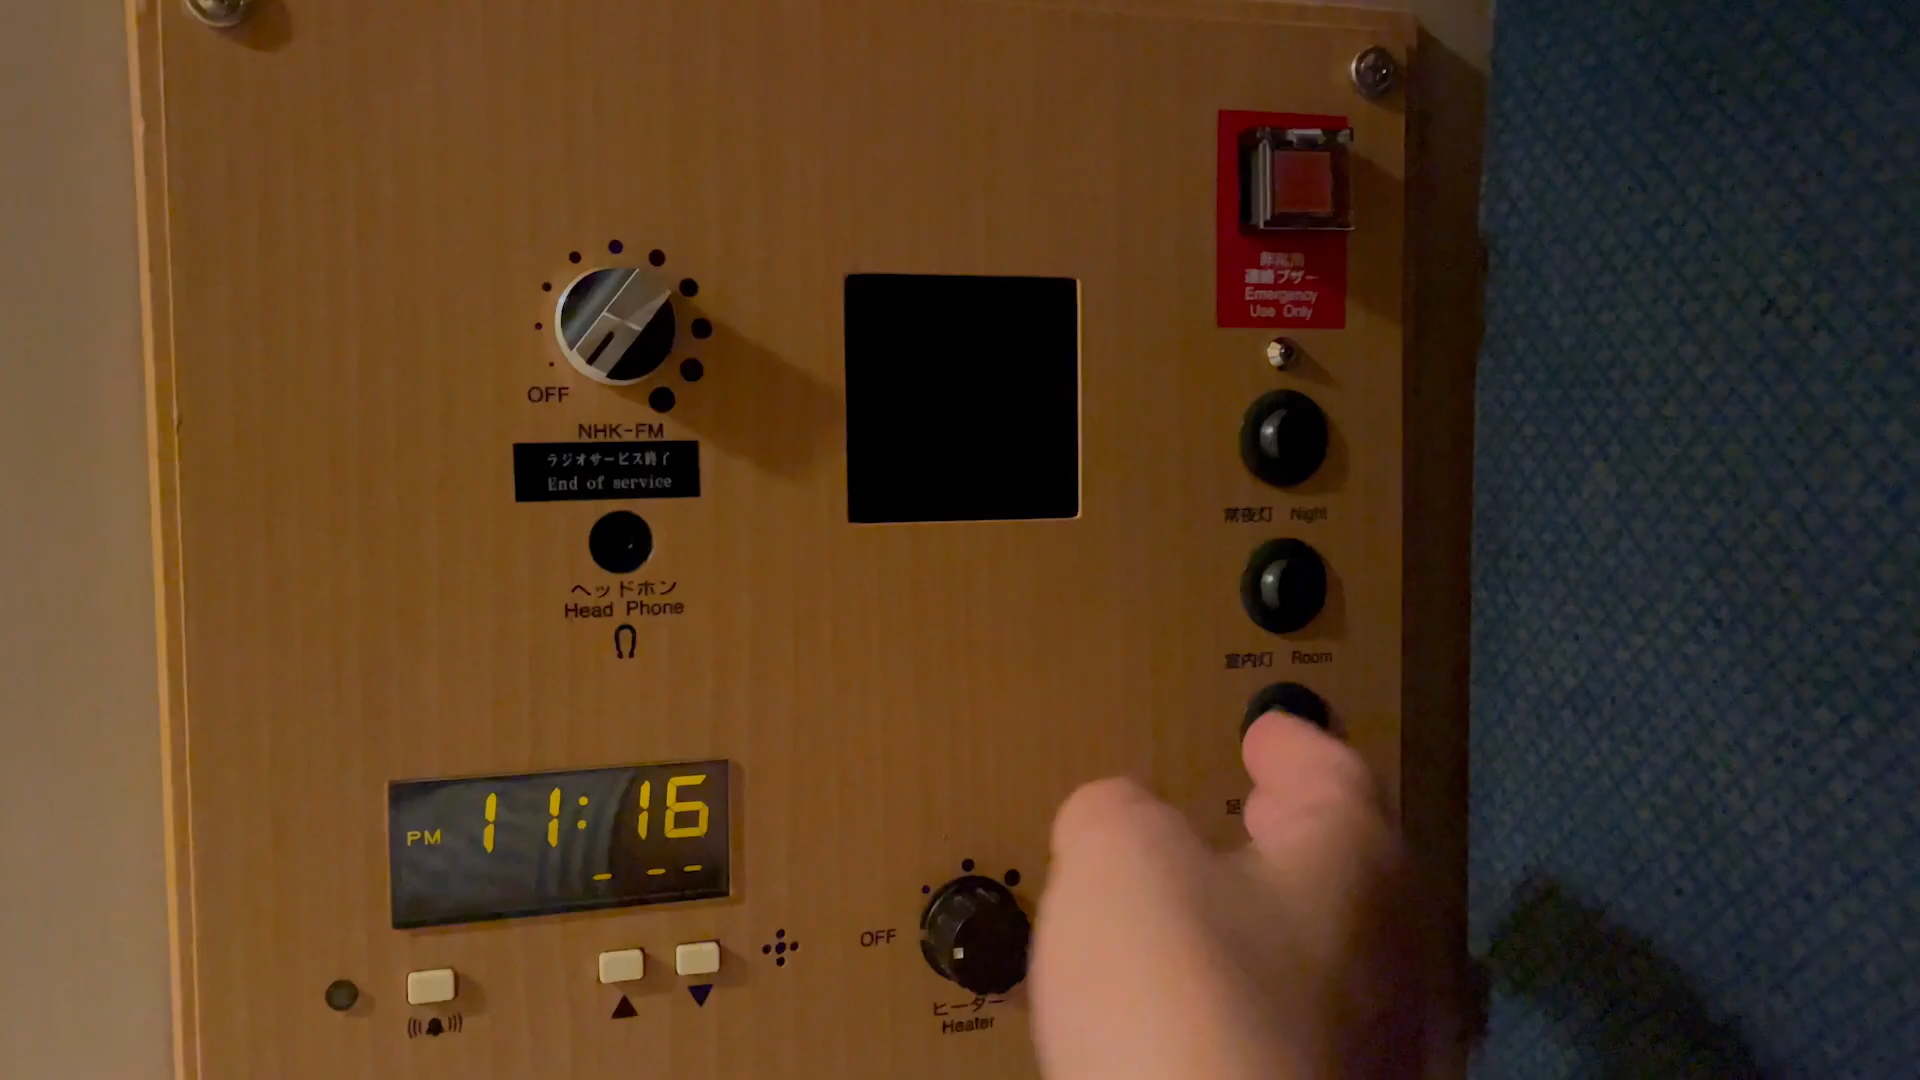 非常用
連絡ブザー
Emergency
Use Only
OFF
NHK-FM
ラジオサービス終了
End of service
常夜灯 Night
ヘッドホン
Head Phone
室内灯 Room
足
PM 11:16
- --
OFF
ヒーター
Heater